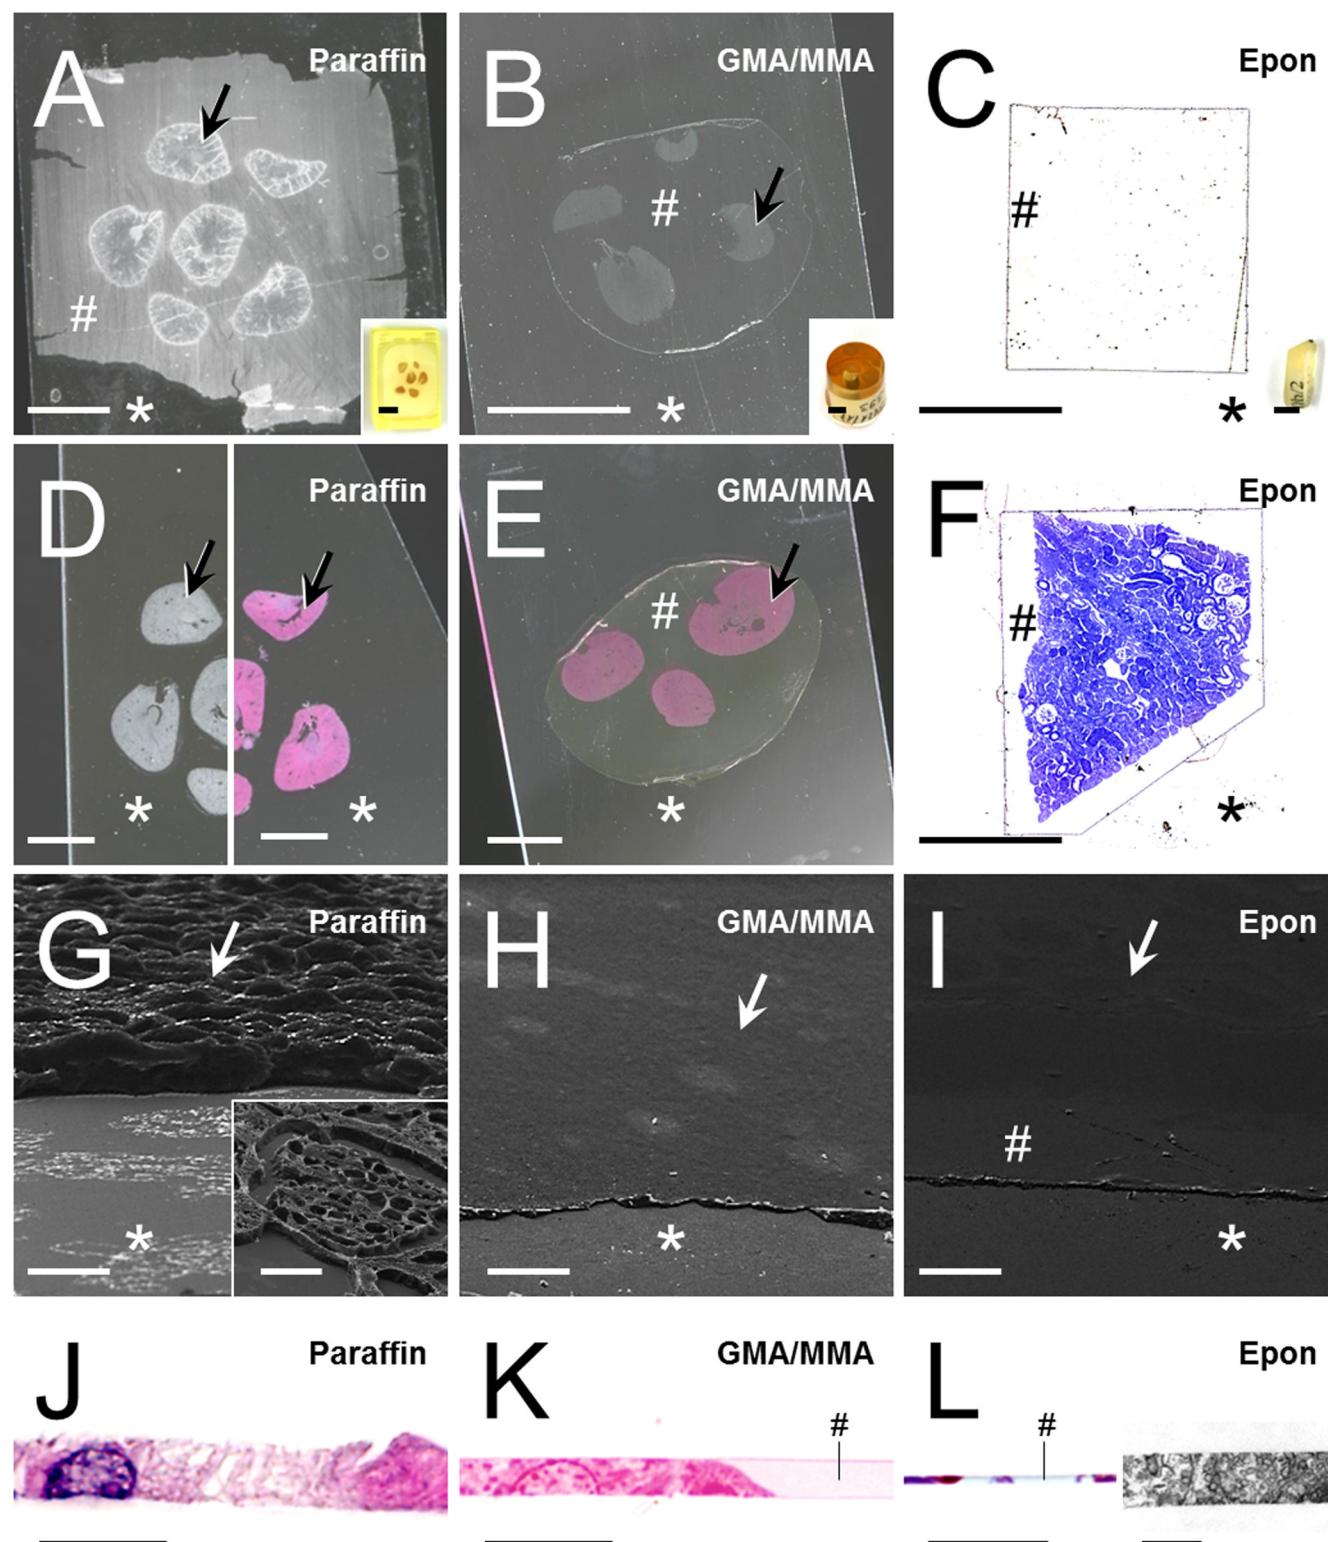 A Paraffin
#
*
B GMA/MMA
#
*
C Epon
#
*
D Paraffin
* *
E GMA/MMA
#
*
F Epon
#
*
G Paraffin
*
H GMA/MMA
*
I Epon
#
*
J Paraffin
K GMA/MMA
#
L Epon
#